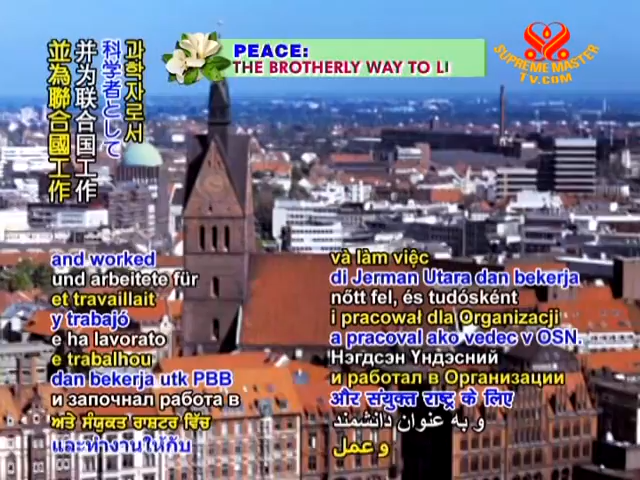 PEACE:
THE BROTHERLY WAY TO LI
SUPREME MASTER
TV.COM
과학자로서
科学者として
并为联合国工作
並為聯合國工作
and worked
und arbeitete für
et travaillait
y trabajó
e ha lavorato
e trabalhou
dan bekerja utk PBB
и започнал работа в
ਅਤੇ ਸੰਯੁਕਤ ਰਾਸ਼ਟਰ ਵਿੱਚ
และทำงานให้กับ
và làm việc
di Jerman Utara dan bekerja
nőtt fel, és tudósként
i pracował dla Organizacji
a pracoval ako vedec v OSN.
Нэгдсэн Үндэсний
и работал в Организации
और संयुक्त राष्ट्र के लिए
و به عنوان دانشمند
و عمل